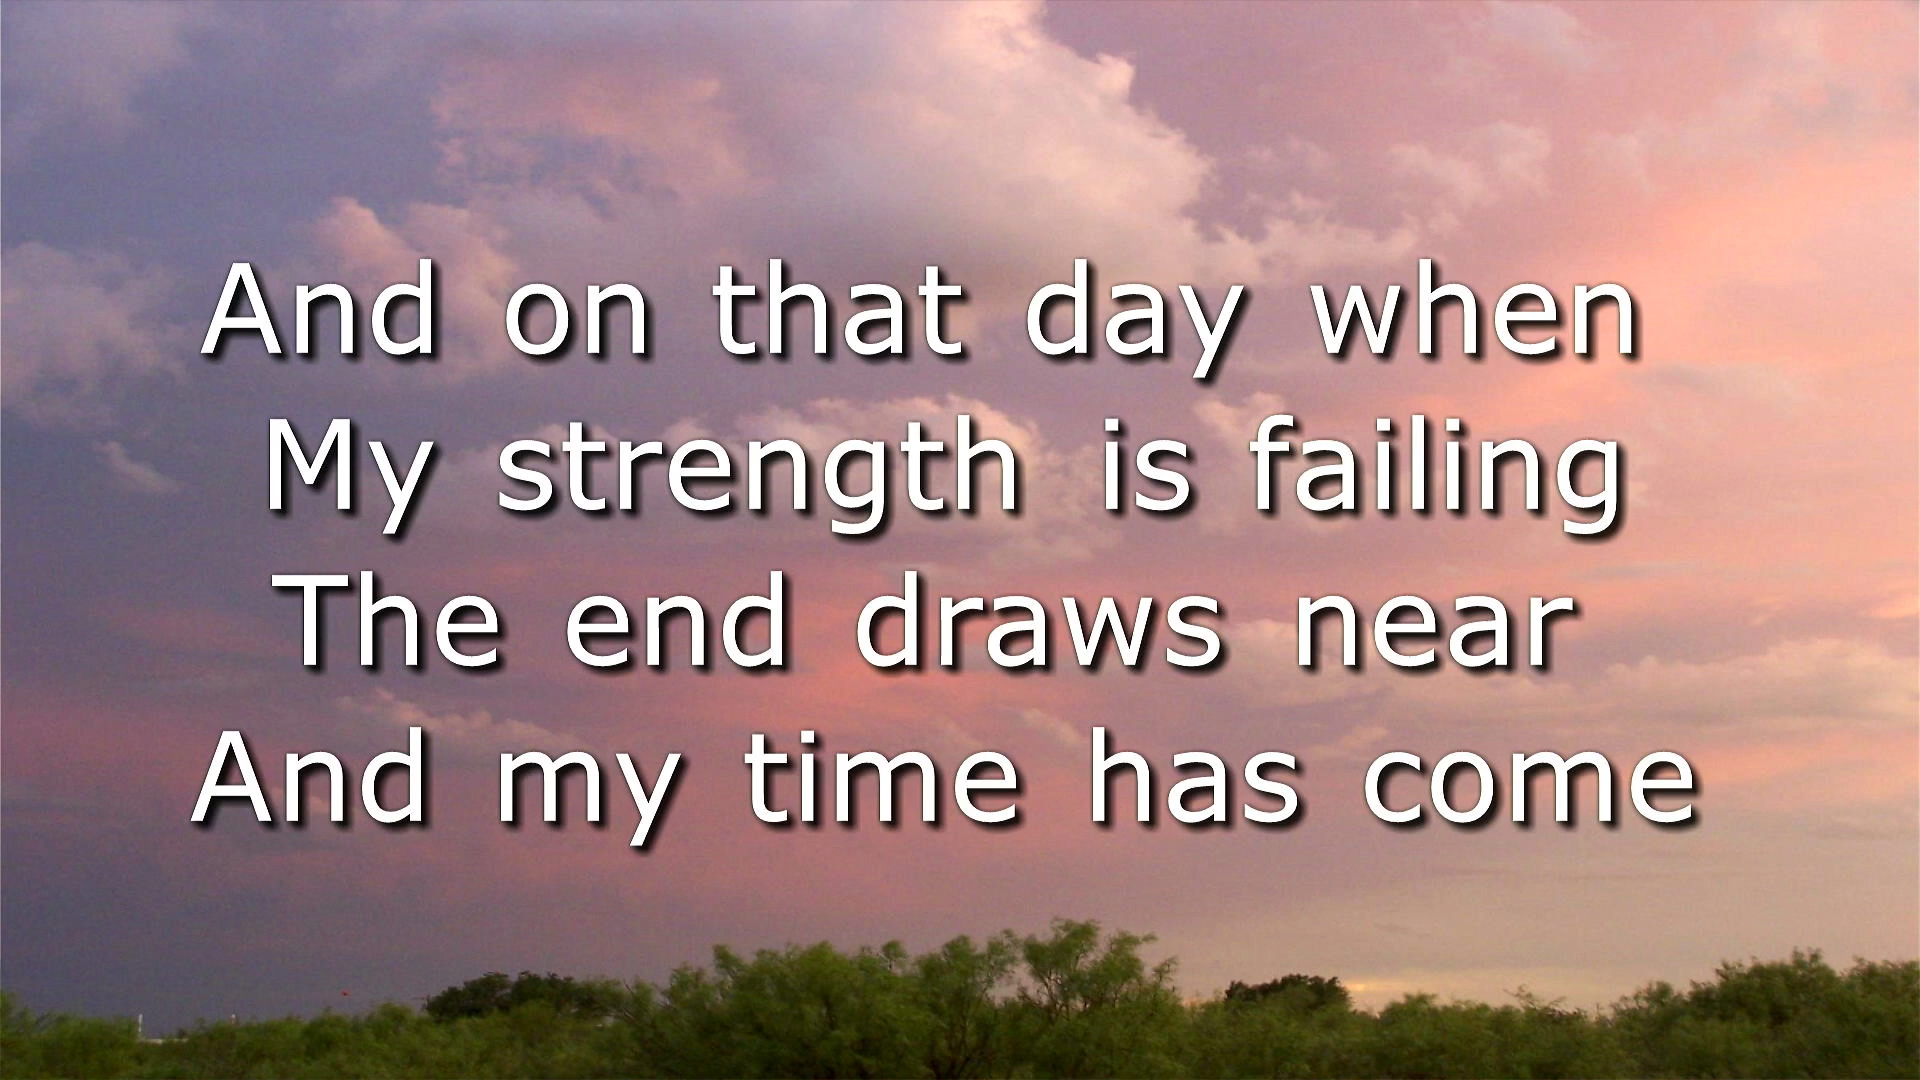 And on that day when
My strength is failing
The end draws near
And my time has come